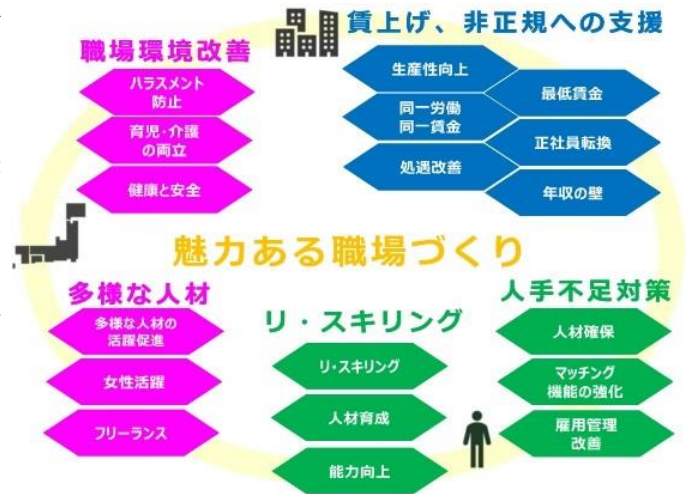 職場環境改善
ハラスメント
防止
育児・介護
の両立
健康と安全
賃上げ、非正規への支援
生産性向上
最低賃金
同一労働
同一賃金
正社員転換
処遇改善
年収の壁
魅力ある職場づくり
多様な人材
多様な人材の
活躍促進
女性活躍
フリーランス
リ・スキリング
リ・スキリング
人材育成
能力向上
人手不足対策
人材確保
マッチング
機能の強化
雇用管理
改善